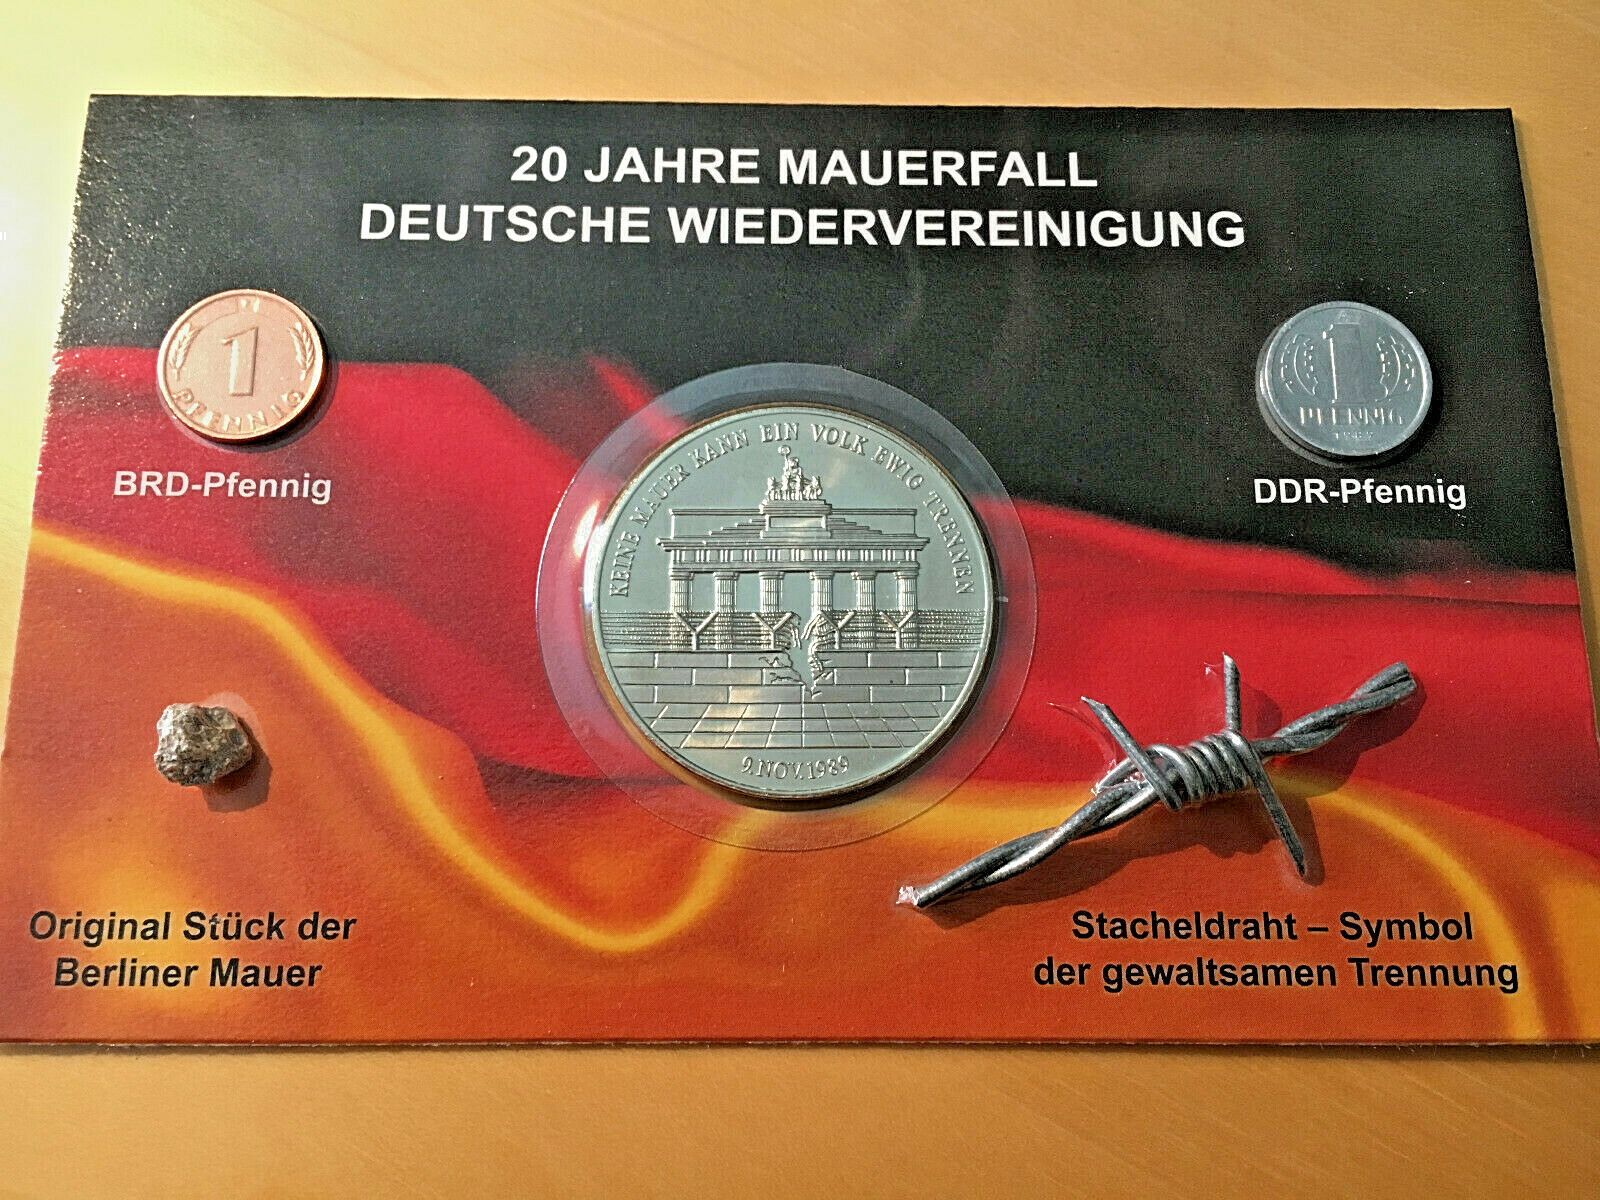 20 JAHRE MAUERFALL
DEUTSCHE WIEDERVEREINIGUNG
1
PFENNIG
BRD-Pfennig
1
PFENNIG
DDR-Pfennig
KEINE MAUER KANN EIN VOLK EWIG TRENNEN
9.NOV.1989
Original Stück der
Berliner Mauer
Stacheldraht – Symbol
der gewaltsamen Trennung